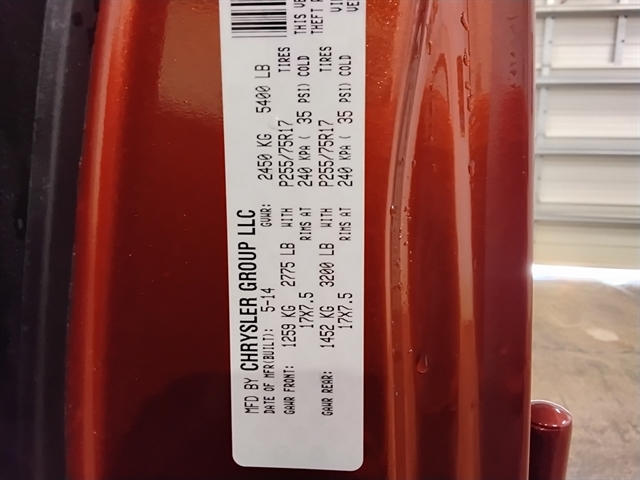 MFD BY CHRYSLER GROUP LLC
DATE OF MFR(BUILT): 5-14 GVWR: 2450 KG 5400 LB
GAWR FRONT: 1259 KG 2775 LB WITH P255/75R17 TIRES
17X7.5 RIMS AT 240 KPA ( 35 PSI) COLD
GAWR REAR: 1452 KG 3200 LB WITH P255/75R17 TIRES
17X7.5 RIMS AT 240 KPA ( 35 PSI) COLD
THIS
THEFT